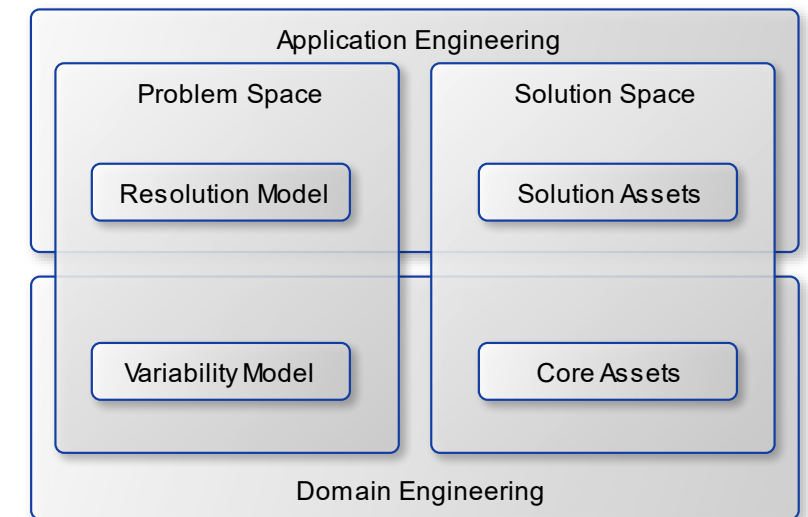 Application Engineering
Problem Space
Solution Space
Resolution Model
Solution Assets
Variability Model
Core Assets
Domain Engineering